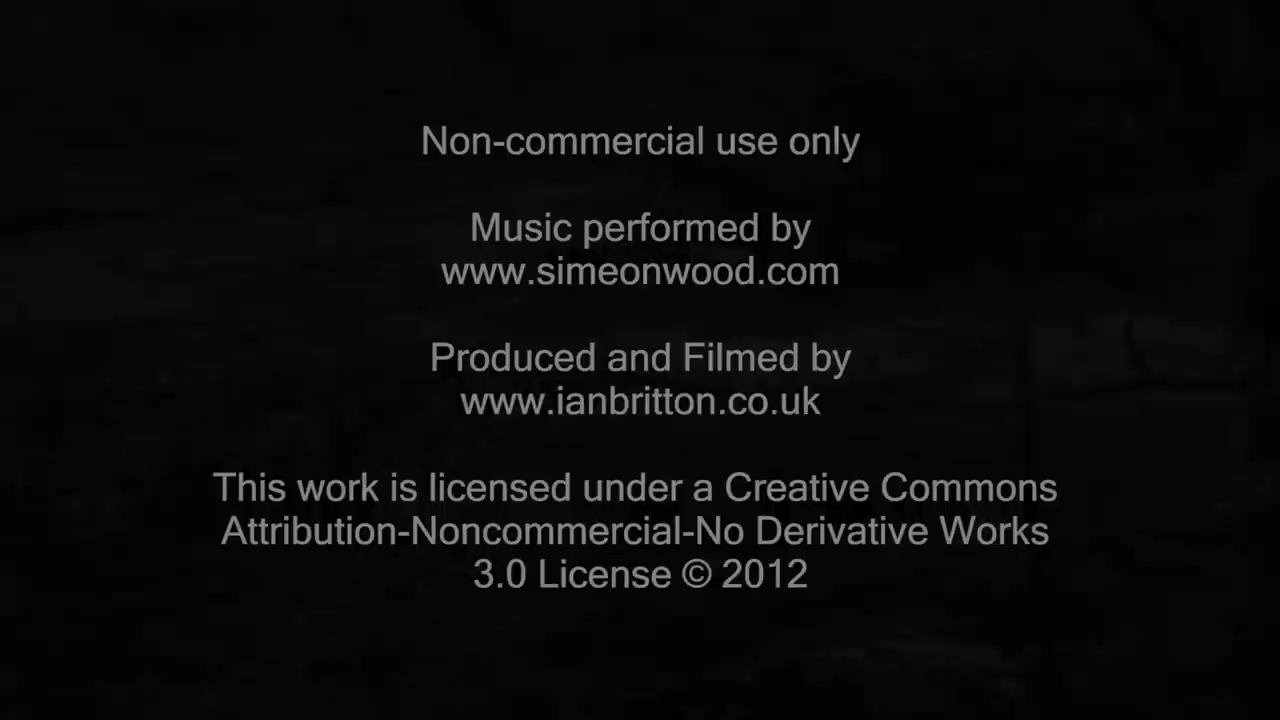 Non-commercial use only
Music performed by
www.simeonwood.com
Produced and Filmed by
www.ianbritton.co.uk
This work is licensed under a Creative Commons
Attribution-Noncommercial-No Derivative Works
3.0 License © 2012